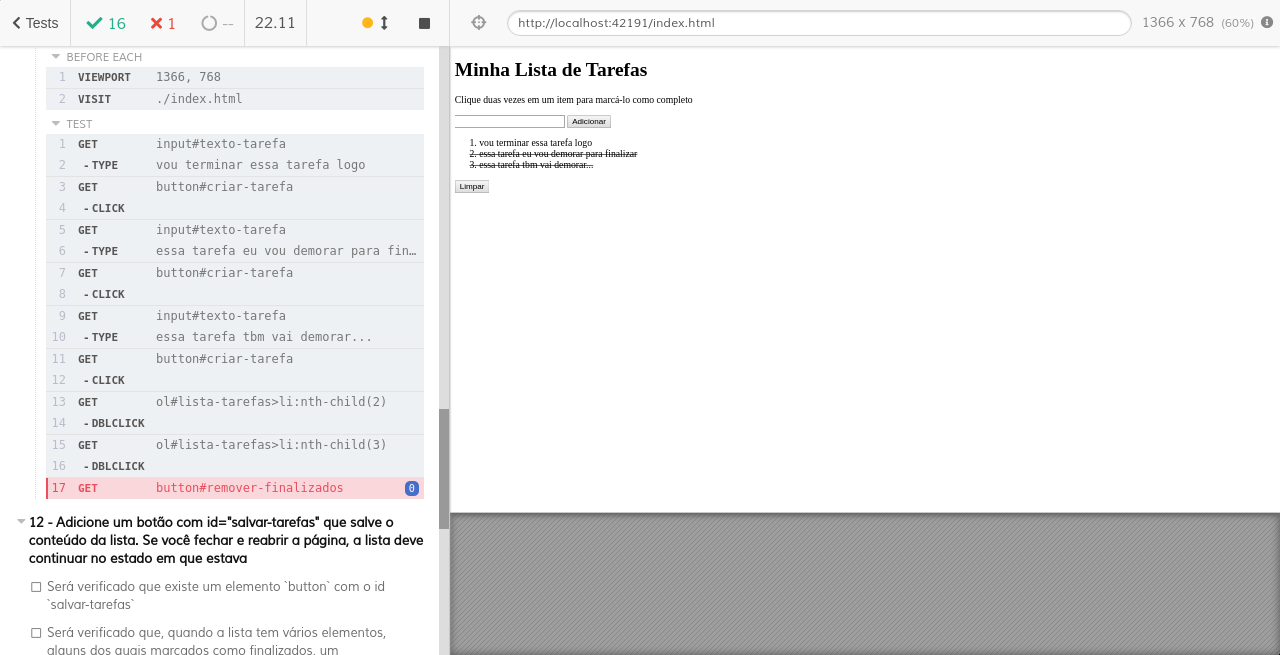 Tests 16 1 -- 22.11
http://localhost:42191/index.html 1366 x 768 (60%)
BEFORE EACH
1 VIEWPORT 1366, 768
2 VISIT ./index.html
TEST
1 GET input#texto-tarefa
2 - TYPE vou terminar essa tarefa logo
3 GET button#criar-tarefa
4 - CLICK
5 GET input#texto-tarefa
6 - TYPE essa tarefa eu vou demorar para fin…
7 GET button#criar-tarefa
8 - CLICK
9 GET input#texto-tarefa
10 - TYPE essa tarefa tbm vai demorar...
11 GET button#criar-tarefa
12 - CLICK
13 GET ol#lista-tarefas>li:nth-child(2)
14 - DBLCLICK
15 GET ol#lista-tarefas>li:nth-child(3)
16 - DBLCLICK
17 GET button#remover-finalizados 0
12 - Adicione um botão com id="salvar-tarefas" que salve o
conteúdo da lista. Se você fechar e reabrir a página, a lista deve
continuar no estado em que estava
Será verificado que existe um elemento `button` com o id
`salvar-tarefas`
Será verificado que, quando a lista tem vários elementos,
alguns dos quais marcados como finalizados, um
Minha Lista de Tarefas
Clique duas vezes em um item para marcá-lo como completo
Adicionar
1. vou terminar essa tarefa logo
2. essa tarefa eu vou demorar para finalizar
3. essa tarefa tbm vai demorar...
Limpar